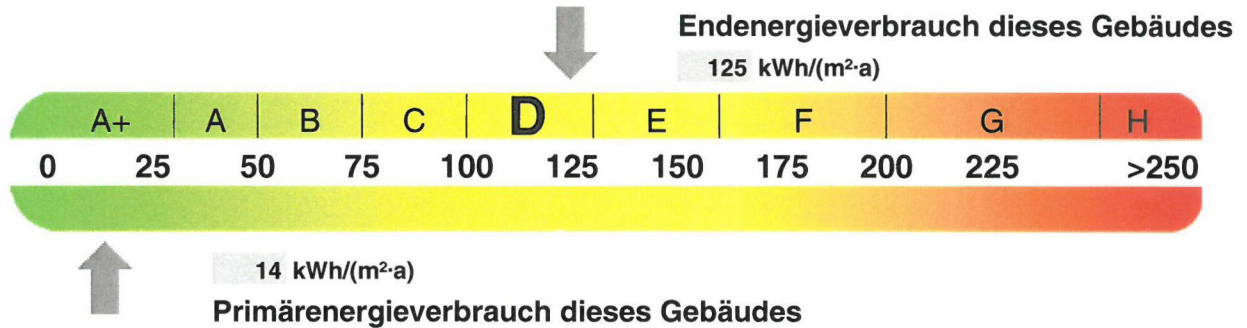 Endenergieverbrauch dieses Gebäudes
125 kWh/(m²·a)
A+ A B C D E F G H
0 25 50 75 100 125 150 175 200 225 >250
14 kWh/(m²·a)
Primärenergieverbrauch dieses Gebäudes